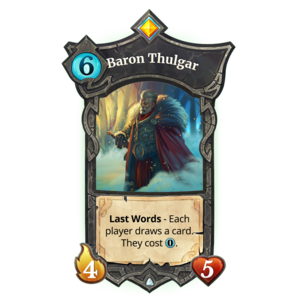 6
Baron Thulgar
Last Words - Each
player draws a card.
They cost 0.
4
5